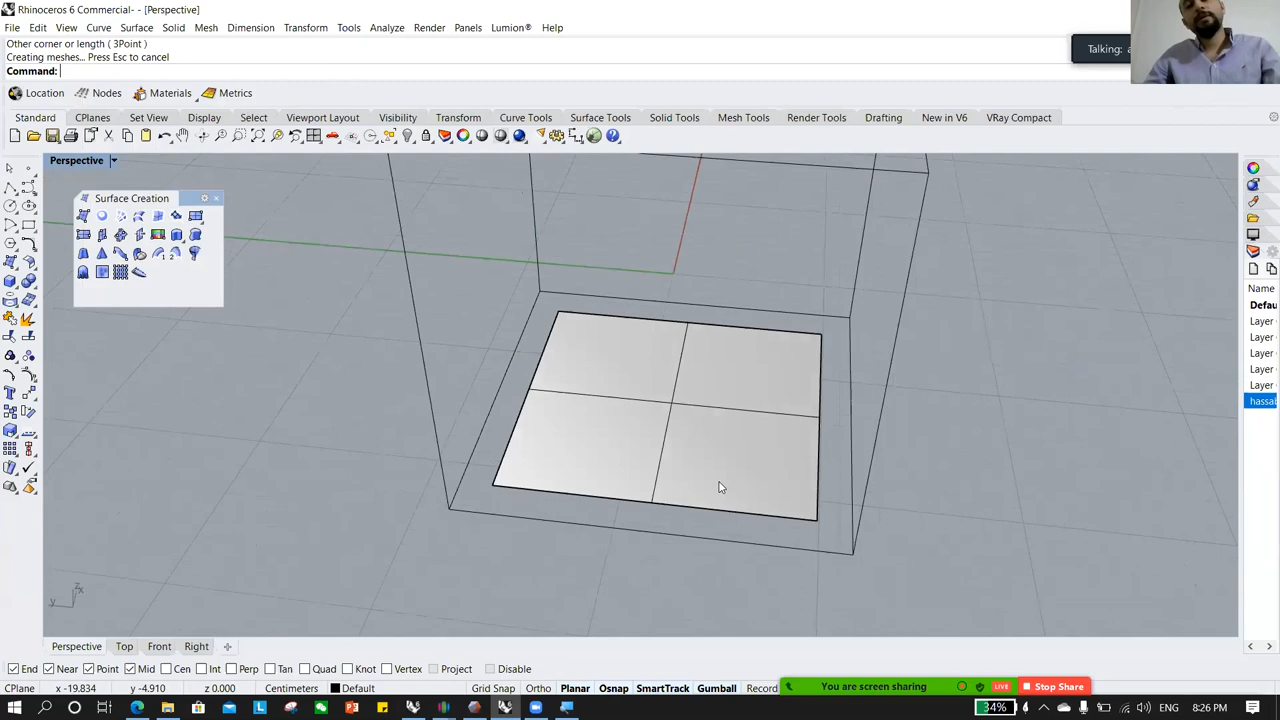 Rhinoceros 6 Commercial- - [Perspective]
File Edit View Curve Surface Solid Mesh Dimension Transform Tools Analyze Render Panels Lumion® Help
Other corner or length ( 3Point )
Creating meshes... Press Esc to cancel
Talking: a
Command:
Location Nodes Materials Metrics
Standard CPlanes Set View Display Select Viewport Layout Visibility Transform Curve Tools Surface Tools Solid Tools Mesh Tools Render Tools Drafting New in V6 VRay Compact
Perspective
Surface Creation
Name
Defau
Layer
Layer
Layer
Layer
Layer
hassa
z x
y
Perspective Top Front Right
End Near Point Mid Cen Int Perp Tan Quad Knot Vertex Project Disable
CPlane x -19.834 y -4.910 z 0.000 Centimeters Default Grid Snap Ortho Planar Osnap SmartTrack Gumball Record
You are screen sharing LIVE Stop Share
34% ENG 8:26 PM